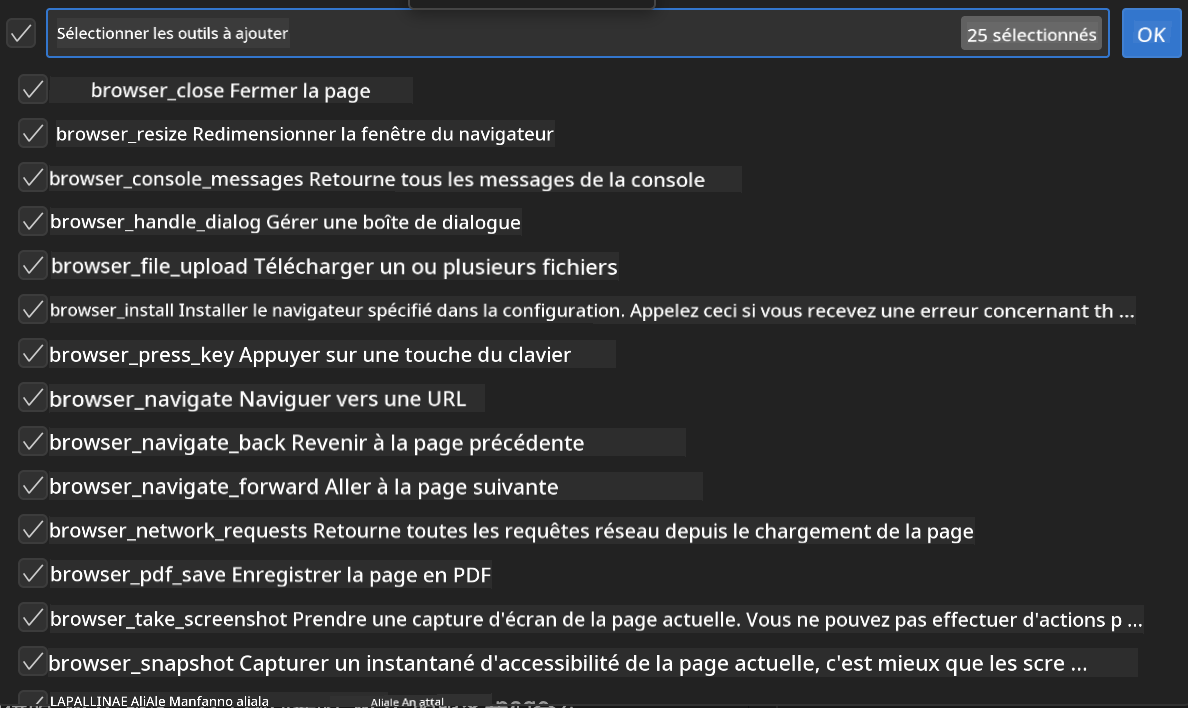 Sélectionner les outils à ajouter
25 sélectionnés
OK
browser_close Fermer la page
browser_resize Redimensionner la fenêtre du navigateur
browser_console_messages Retourne tous les messages de la console
browser_handle_dialog Gérer une boîte de dialogue
browser_file_upload Télécharger un ou plusieurs fichiers
browser_install Installer le navigateur spécifié dans la configuration. Appelez ceci si vous recevez une erreur concernant th ...
browser_press_key Appuyer sur une touche du clavier
browser_navigate Naviguer vers une URL
browser_navigate_back Revenir à la page précédente
browser_navigate_forward Aller à la page suivante
browser_network_requests Retourne toutes les requêtes réseau depuis le chargement de la page
browser_pdf_save Enregistrer la page en PDF
browser_take_screenshot Prendre une capture d'écran de la page actuelle. Vous ne pouvez pas effectuer d'actions p ...
browser_snapshot Capturer un instantané d'accessibilité de la page actuelle, c'est mieux que les scre ...
LAPALLINAE AliAle Manfanno aliala